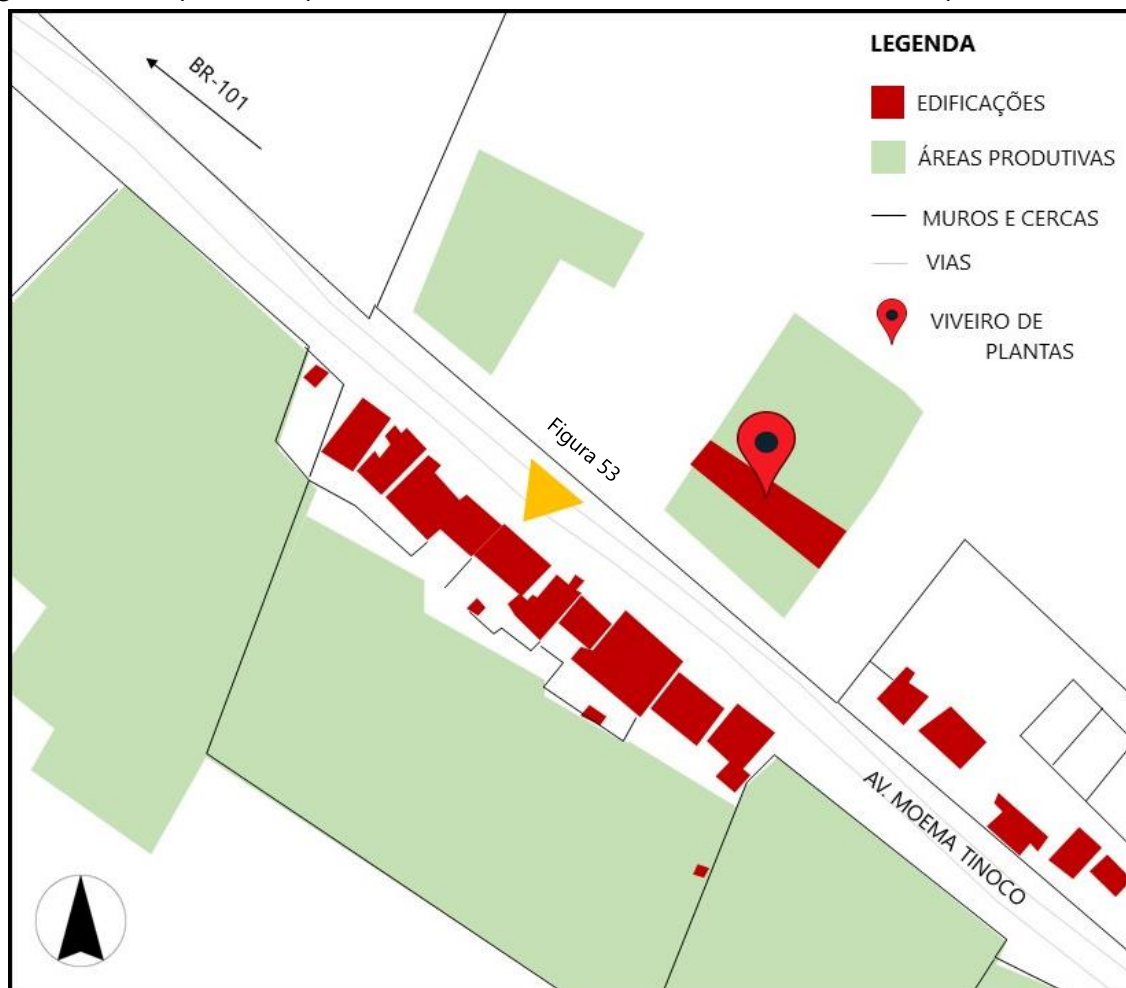 BR-101
LEGENDA
EDIFICAÇÕES
ÁREAS PRODUTIVAS
MUROS E CERCAS
VIAS
VIVEIRO DE
PLANTAS
Figura 53
AV. MOEMA TINOCO